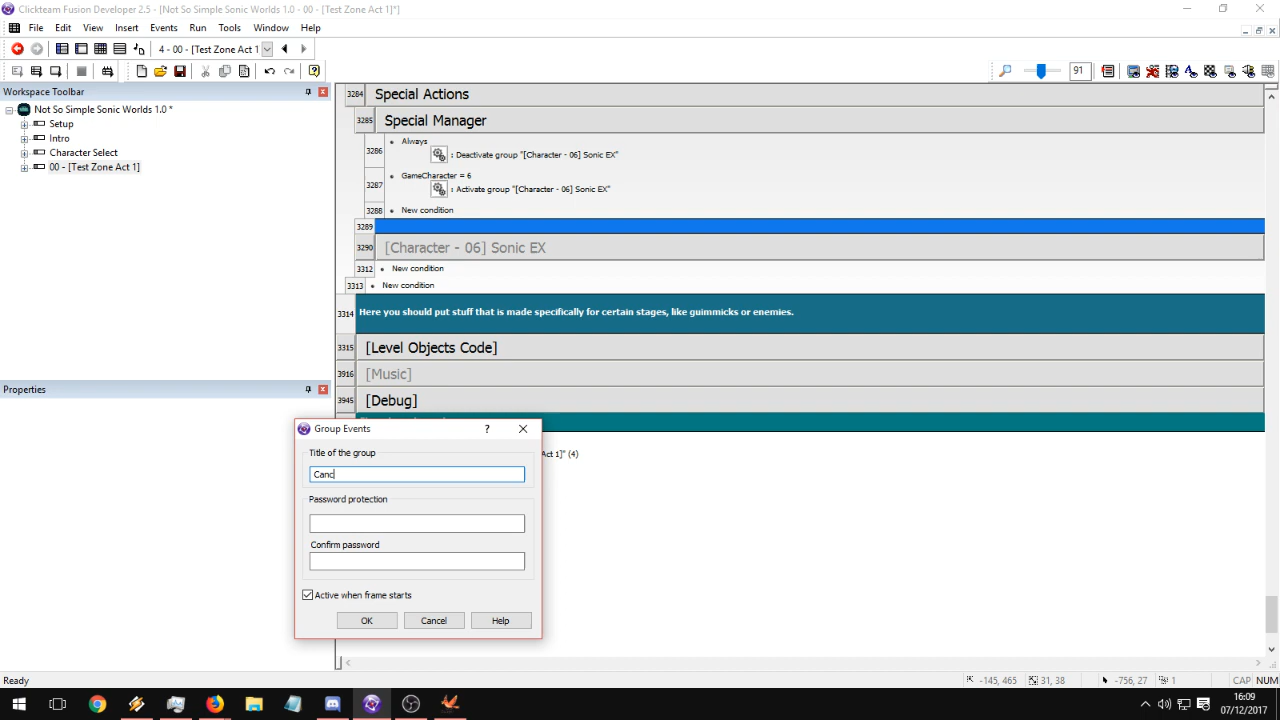 Clickteam Fusion Developer 2.5 - [Not So Simple Sonic Worlds 1.0 - 00 - [Test Zone Act 1]*]
File Edit View Insert Events Run Tools Window Help
4 - 00 - [Test Zone Act 1
91
Workspace Toolbar
Not So Simple Sonic Worlds 1.0 *
Setup
Intro
Character Select
00 - [Test Zone Act 1]
Properties
3284 Special Actions
3285 Special Manager
3286 • Always
: Deactivate group "[Character - 06] Sonic EX"
3287 • GameCharacter = 6
: Activate group "[Character - 06] Sonic EX"
3288 • New condition
3289
3290 [Character - 06] Sonic EX
3312 • New condition
3313 • New condition
3314 Here you should put stuff that is made specifically for certain stages, like guimmicks or enemies.
3315 [Level Objects Code]
3916 [Music]
3945 [Debug]
Act 1]" (4)
Group Events
?
Title of the group
Canc
Password protection
Confirm password
Active when frame starts
OK Cancel Help
Ready
-145, 465 31, 38 -756, 27 1 CAP NUM
16:09
07/12/2017